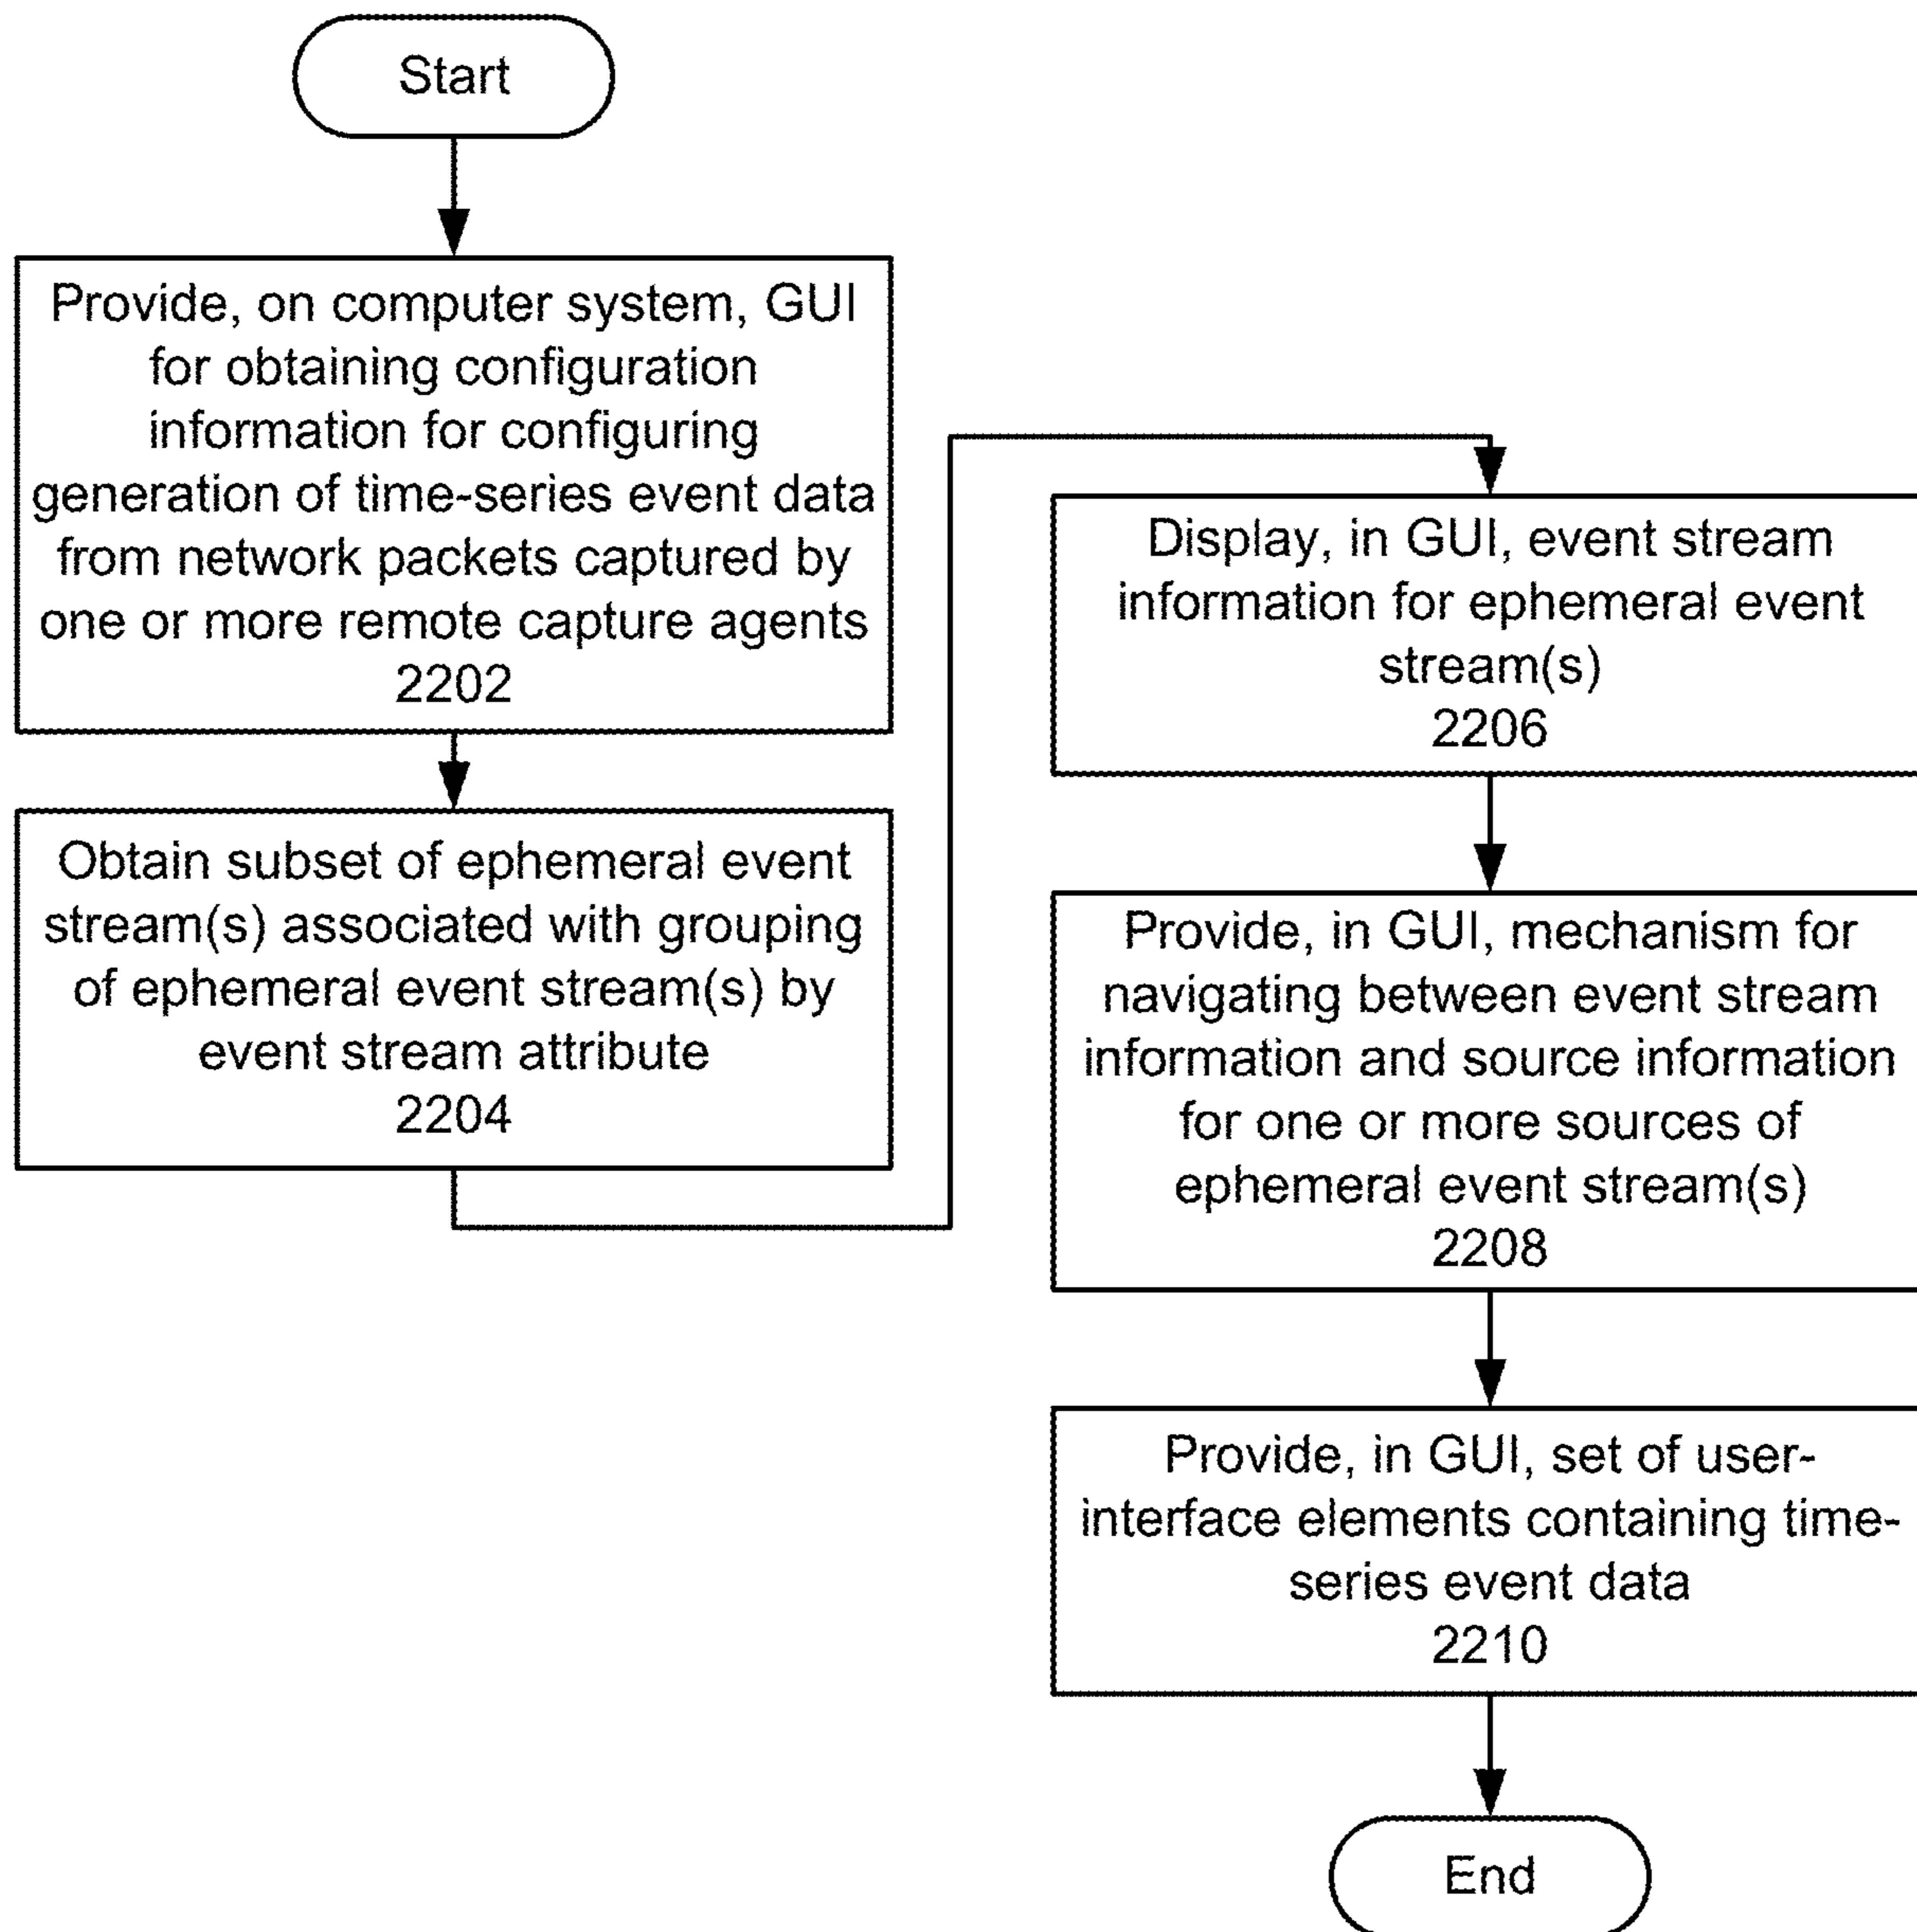 Start
Provide, on computer system, GUI
for obtaining configuration
information for configuring
generation of time-series event data
from network packets captured by
one or more remote capture agents
2202
Obtain subset of ephemeral event
stream(s) associated with grouping
of ephemeral event stream(s) by
event stream attribute
2204
Display, in GUI, event stream
information for ephemeral event
stream(s)
2206
Provide, in GUI, mechanism for
navigating between event stream
information and source information
for one or more sources of
ephemeral event stream(s)
2208
Provide, in GUI, set of user-
interface elements containing time-
series event data
2210
End